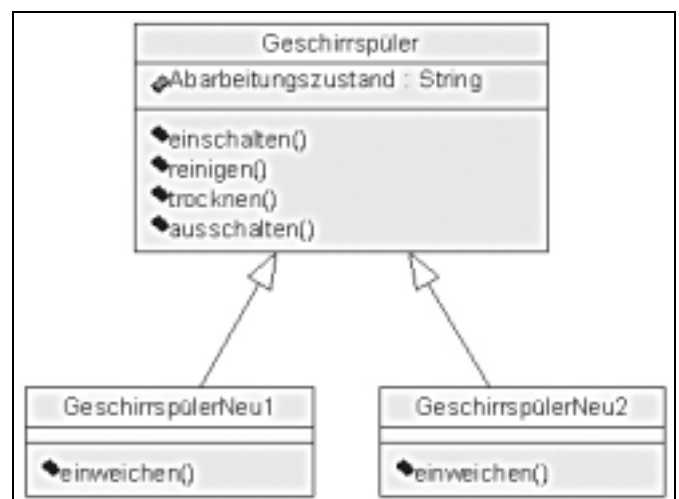 Geschirrspüler
Abarbeitungszustand : String
einschalten()
reinigen()
trocknen()
ausschalten()
GeschirrspülerNeu1
einweichen()
GeschirrspülerNeu2
einweichen()